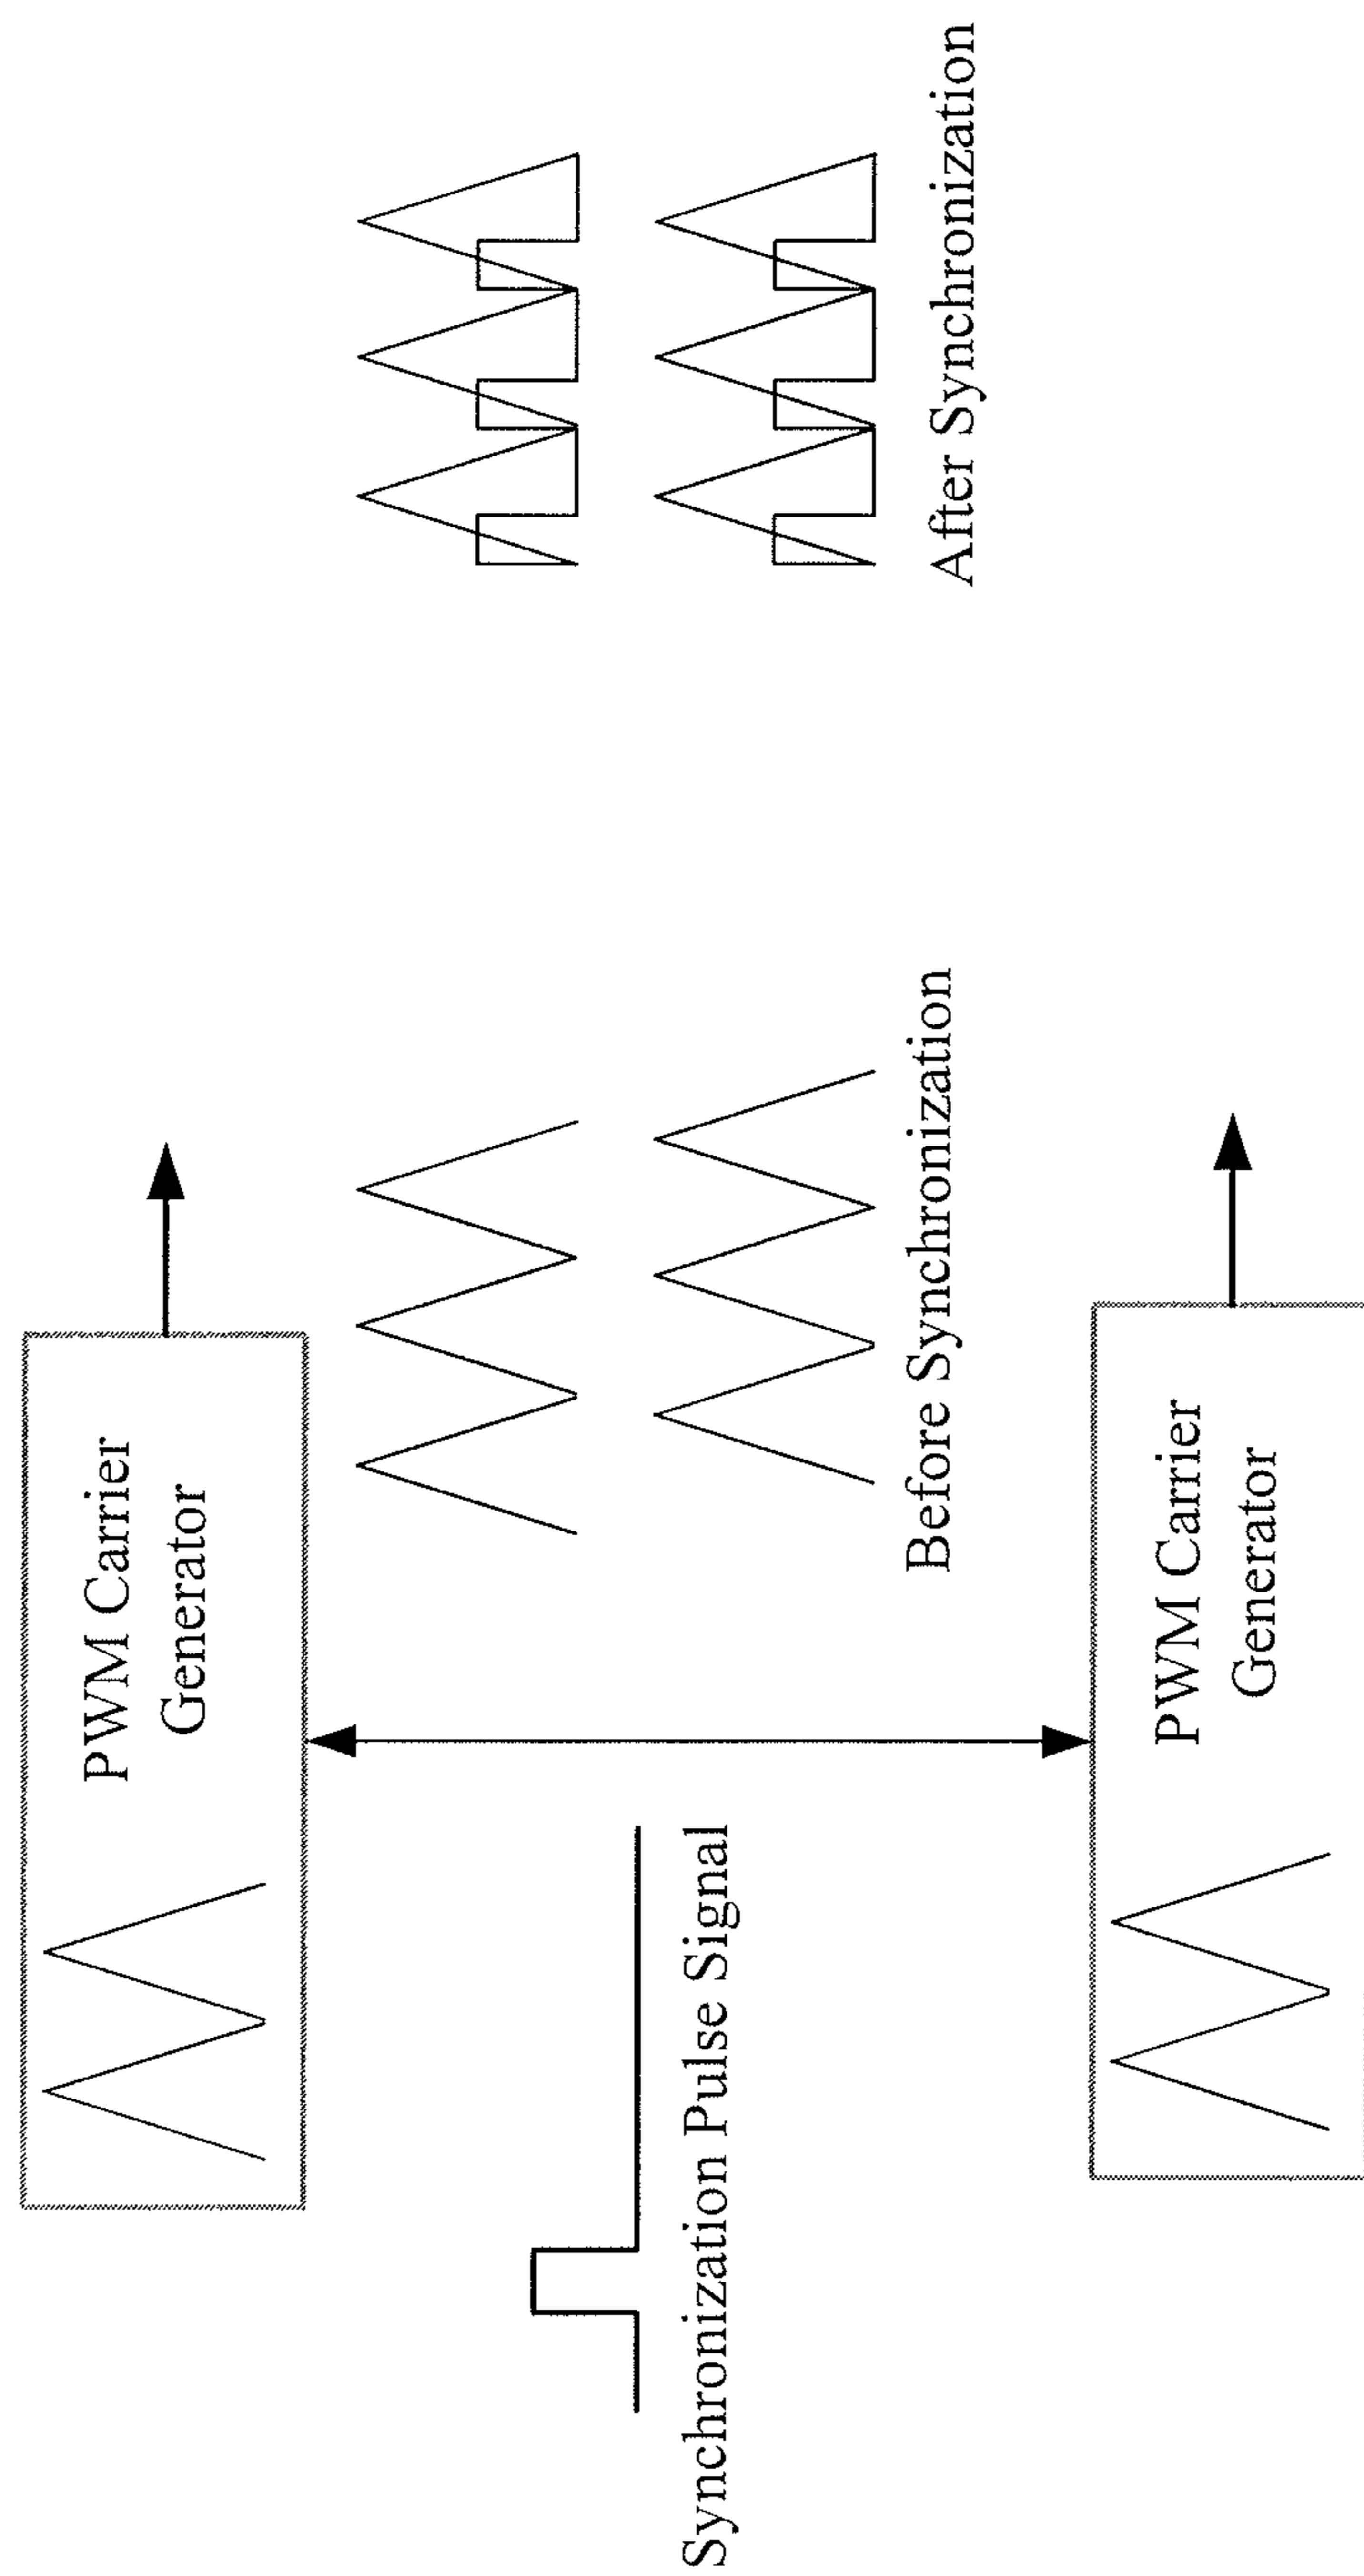 PWM Carrier
Generator
Synchronization Pulse Signal
Before Synchronization
After Synchronization
PWM Carrier
Generator